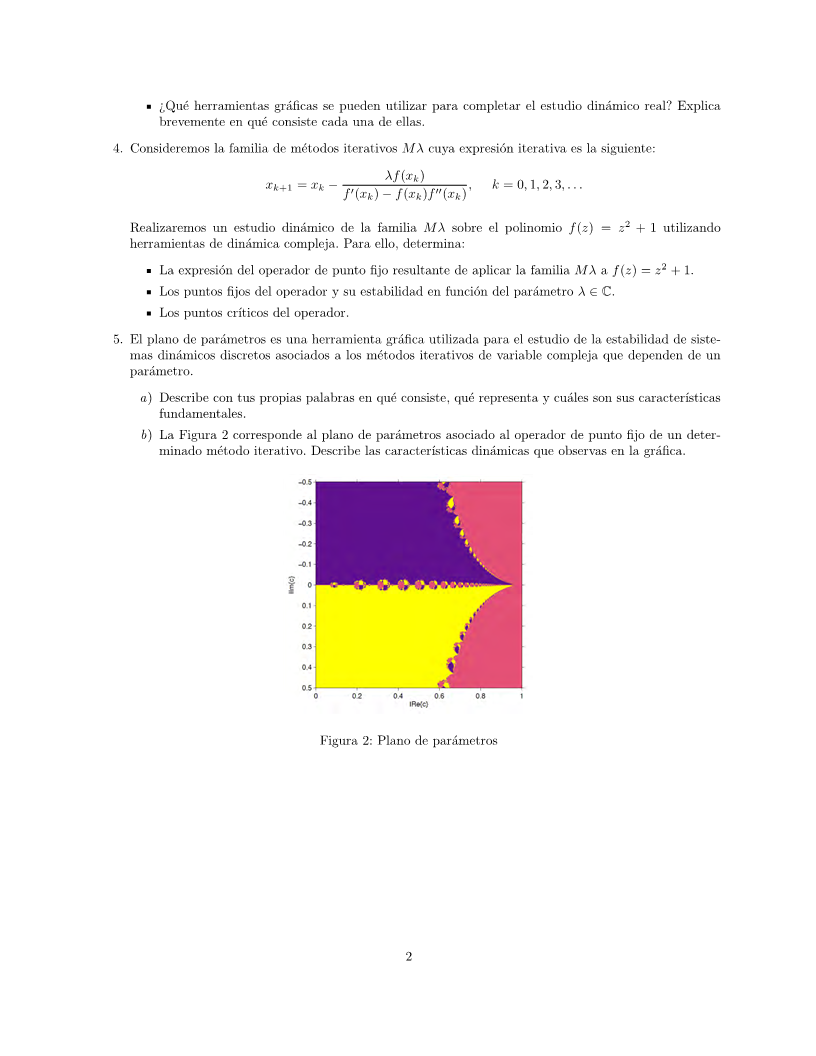 ▪ ¿Qué herramientas gráficas se pueden utilizar para completar el estudio dinámico real? Explica
brevemente en qué consiste cada una de ellas.
4. Consideremos la familia de métodos iterativos Mλ cuya expresión iterativa es la siguiente:
x_{k+1} = x_k − λf(x_k) / (f′(x_k) − f(x_k)f′′(x_k)), k = 0, 1, 2, 3, . . .
Realizaremos un estudio dinámico de la familia Mλ sobre el polinomio f(z) = z² + 1 utilizando
herramientas de dinámica compleja. Para ello, determina:
▪ La expresión del operador de punto fijo resultante de aplicar la familia Mλ a f(z) = z² + 1.
▪ Los puntos fijos del operador y su estabilidad en función del parámetro λ ∈ ℂ.
▪ Los puntos críticos del operador.
5. El plano de parámetros es una herramienta gráfica utilizada para el estudio de la estabilidad de siste-
mas dinámicos discretos asociados a los métodos iterativos de variable compleja que dependen de un
parámetro.
a) Describe con tus propias palabras en qué consiste, qué representa y cuáles son sus características
fundamentales.
b) La Figura 2 corresponde al plano de parámetros asociado al operador de punto fijo de un deter-
minado método iterativo. Describe las características dinámicas que observas en la gráfica.
−0.5
−0.4
−0.3
−0.2
−0.1
0
0.1
0.2
0.3
0.4
0.5
IIm(c)
0 0.2 0.4 0.6 0.8 1
IRe(c)
Figura 2: Plano de parámetros
2